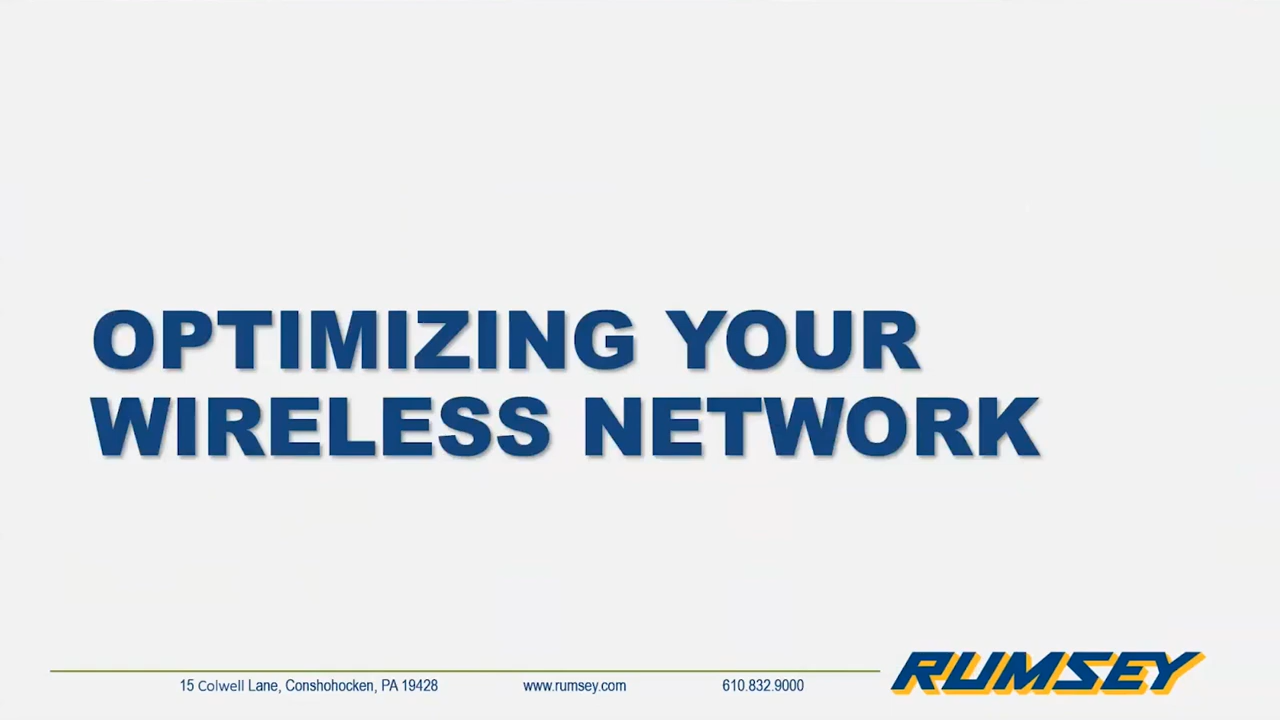 OPTIMIZING YOUR
WIRELESS NETWORK
15 Colwell Lane, Conshohocken, PA 19428 www.rumsey.com 610.832.9000
RUMSEY